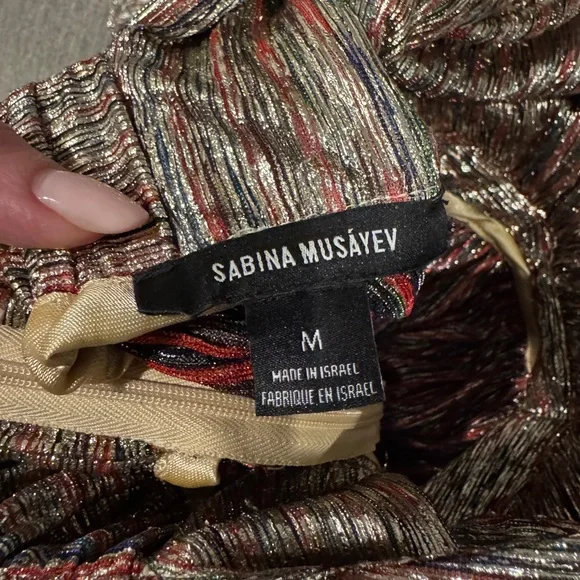 SABINA MUSÁYEV
M
MADE IN ISRAEL
FABRIQUE EN ISRAEL